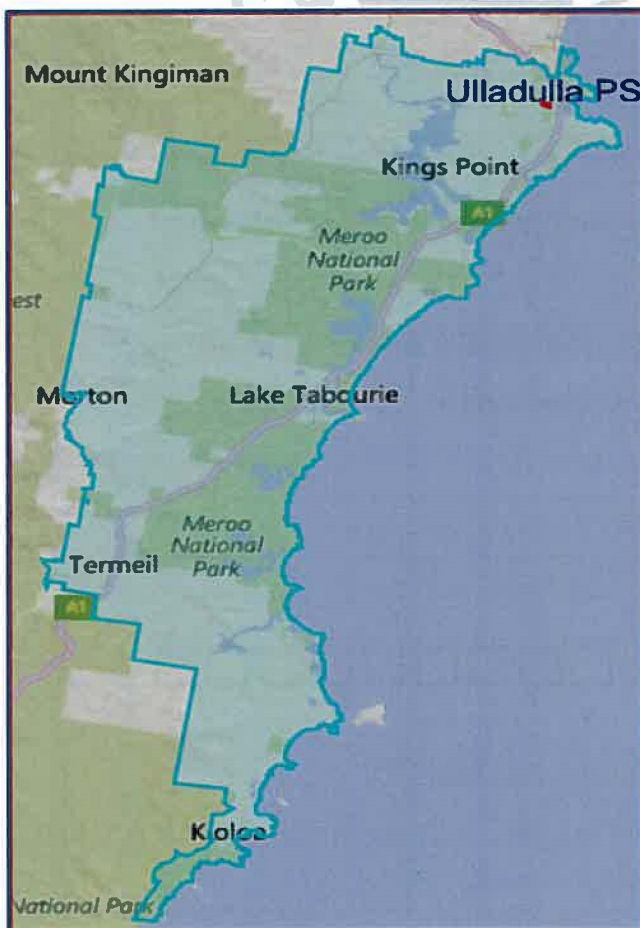 Mount Kingiman
Ulladulla PS
Kings Point
A1
Meroo
National
Park
est
Morton
Lake Tabourie
Meroo
National
Park
Termeil
A1
Kioloa
National Park